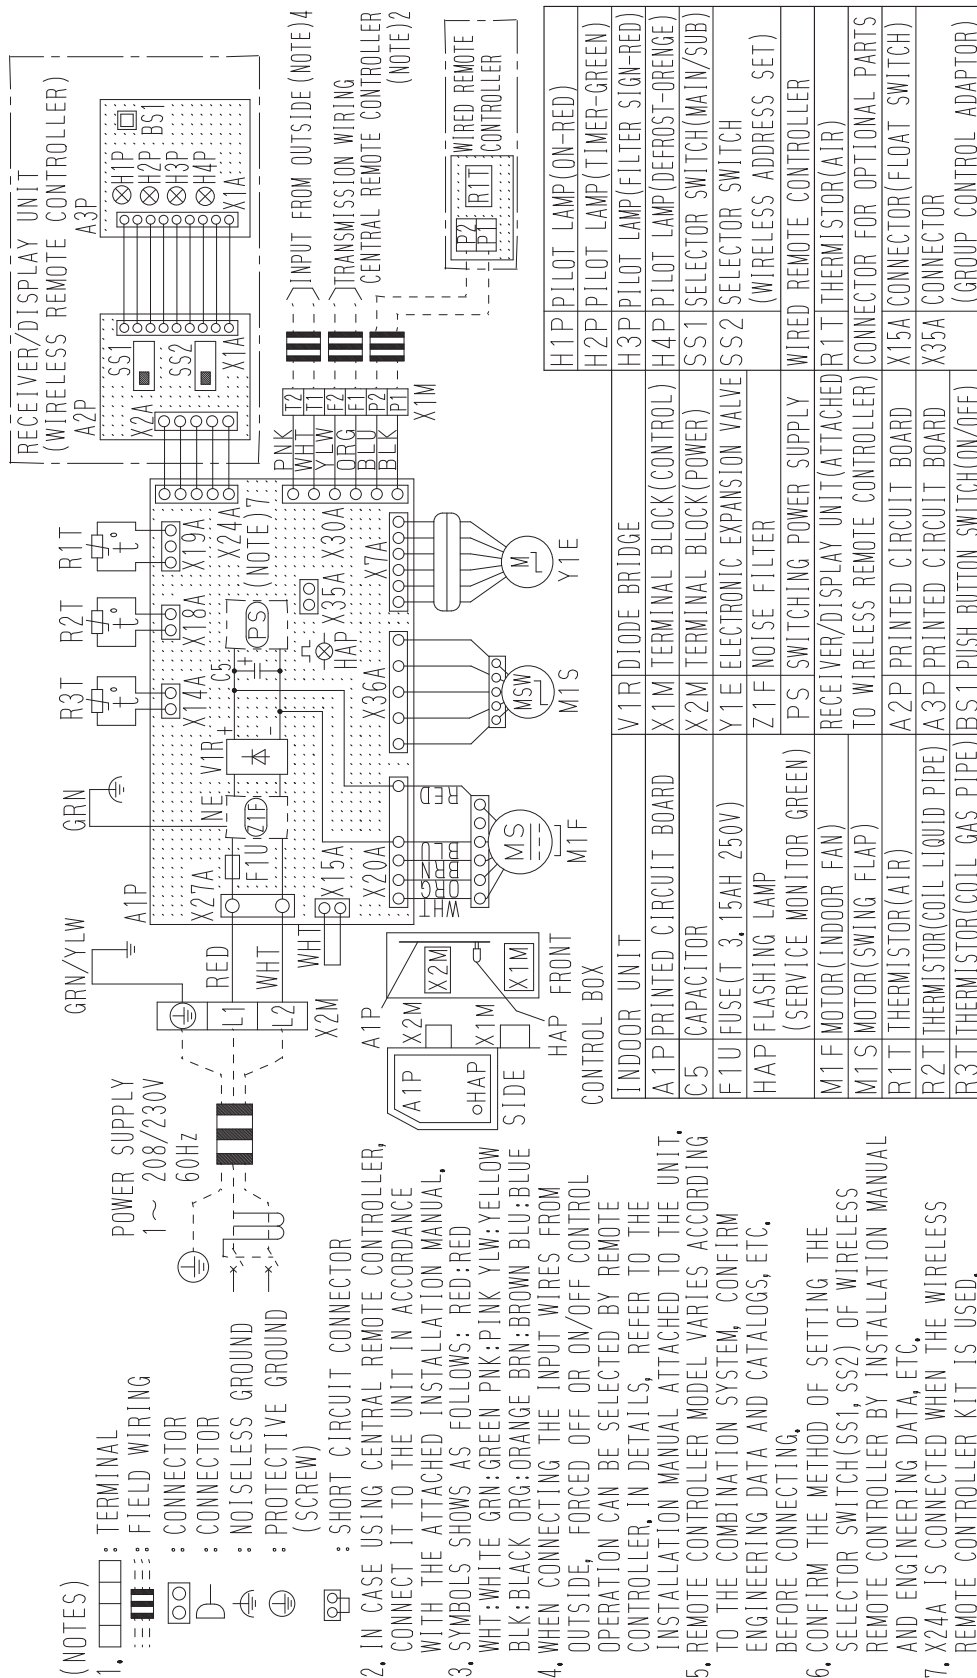 RECEIVER/DISPLAY UNIT
(WIRELESS REMOTE CONTROLLER)
A2P
A3P
X2A
SS1
SS2
X1A
BS1
H1P
H2P
H3P
H4P
X1A
POWER SUPPLY
1~ 208/230V
60Hz
GRN/YLW
L1
L2
X2M
RED
WHT
WHT
A1P
X27A
X15A
F1U
NE
Z1F
GRN
V1R
+
-
C5
+
PS
HAP
X35A
R3T
t°
X14A
R2T
t°
X18A
R1T
t°
X19A
X24A
(NOTE)7
X30A
X20A
X36A
X7A
WHT
ORG
BRN
BLU
RED
MS
M1F
MSW
M1S
M
Y1E
PNK
WHT
YLW
ORG
BLU
BLK
T2
T1
F2
F1
P2
P1
X1M
INPUT FROM OUTSIDE (NOTE)4
TRANSMISSION WIRING
CENTRAL REMOTE CONTROLLER
(NOTE)2
P2
P1
R1T
WIRED REMOTE
CONTROLLER
A1P
HAP
SIDE
X2M
X1M
A1P
X2M
X1M
HAP FRONT
CONTROL BOX
(NOTES)
1. : TERMINAL
: FIELD WIRING
: CONNECTOR
: CONNECTOR
: NOISELESS GROUND
: PROTECTIVE GROUND
(SCREW)
: SHORT CIRCUIT CONNECTOR
2. IN CASE USING CENTRAL REMOTE CONTROLLER,
CONNECT IT TO THE UNIT IN ACCORDANCE
WITH THE ATTACHED INSTALLATION MANUAL.
3. SYMBOLS SHOWS AS FOLLOWS: RED:RED
WHT:WHITE GRN:GREEN PNK:PINK YLW:YELLOW
BLK:BLACK ORG:ORANGE BRN:BROWN BLU:BLUE
4. WHEN CONNECTING THE INPUT WIRES FROM
OUTSIDE, FORCED OFF OR ON/OFF CONTROL
OPERATION CAN BE SELECTED BY REMOTE
CONTROLLER. IN DETAILS, REFER TO THE
INSTALLATION MANUAL ATTACHED TO THE UNIT.
5. REMOTE CONTROLLER MODEL VARIES ACCORDING
TO THE COMBINATION SYSTEM, CONFIRM
ENGINEERING DATA AND CATALOGS, ETC.
BEFORE CONNECTING.
6. CONFIRM THE METHOD OF SETTING THE
SELECTOR SWITCH(SS1, SS2) OF WIRELESS
REMOTE CONTROLLER BY INSTALLATION MANUAL
AND ENGINEERING DATA, ETC.
7. X24A IS CONNECTED WHEN THE WIRELESS
REMOTE CONTROLLER KIT IS USED.
INDOOR UNIT
A1P PRINTED CIRCUIT BOARD
C5 CAPACITOR
F1U FUSE(T 3. 15AH 250V)
HAP FLASHING LAMP
(SERVICE MONITOR GREEN)
M1F MOTOR(INDOOR FAN)
M1S MOTOR(SWING FLAP)
R1T THERMISTOR(AIR)
R2T THERMISTOR(COIL LIQUID PIPE)
R3T THERMISTOR(COIL GAS PIPE)
V1R DIODE BRIDGE
X1M TERMINAL BLOCK(CONTROL)
X2M TERMINAL BLOCK(POWER)
Y1E ELECTRONIC EXPANSION VALVE
Z1F NOISE FILTER
PS SWITCHING POWER SUPPLY
RECEIVER/DISPLAY UNIT(ATTACHED
TO WIRELESS REMOTE CONTROLLER)
A2P PRINTED CIRCUIT BOARD
A3P PRINTED CIRCUIT BOARD
BS1 PUSH BUTTON SWITCH(ON/OFF)
H1P PILOT LAMP(ON-RED)
H2P PILOT LAMP(TIMER-GREEN)
H3P PILOT LAMP(FILTER SIGN-RED)
H4P PILOT LAMP(DEFROST-ORENGE)
SS1 SELECTOR SWITCH(MAIN/SUB)
SS2 SELECTOR SWITCH
(WIRELESS ADDRESS SET)
WIRED REMOTE CONTROLLER
R1T THERMISTOR(AIR)
CONNECTOR FOR OPTIONAL PARTS
X15A CONNECTOR(FLOAT SWITCH)
X35A CONNECTOR
(GROUP CONTROL ADAPTOR)